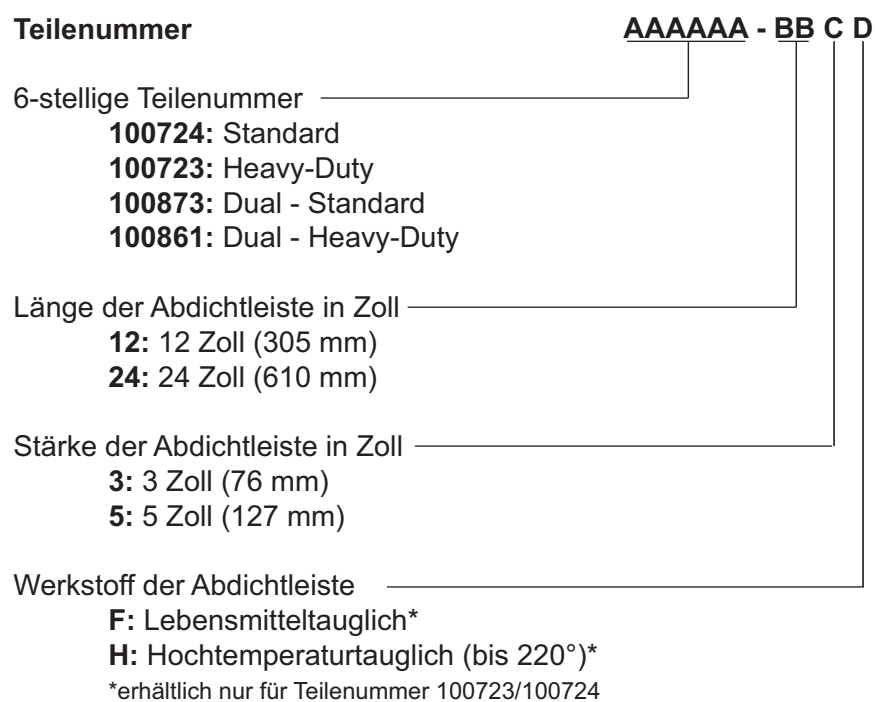 Teilenummer AAAAAA - BB C D
6-stellige Teilenummer
100724: Standard
100723: Heavy-Duty
100873: Dual - Standard
100861: Dual - Heavy-Duty
Länge der Abdichtleiste in Zoll
12: 12 Zoll (305 mm)
24: 24 Zoll (610 mm)
Stärke der Abdichtleiste in Zoll
3: 3 Zoll (76 mm)
5: 5 Zoll (127 mm)
Werkstoff der Abdichtleiste
F: Lebensmitteltauglich*
H: Hochtemperaturtauglich (bis 220°)*
*erhältlich nur für Teilenummer 100723/100724